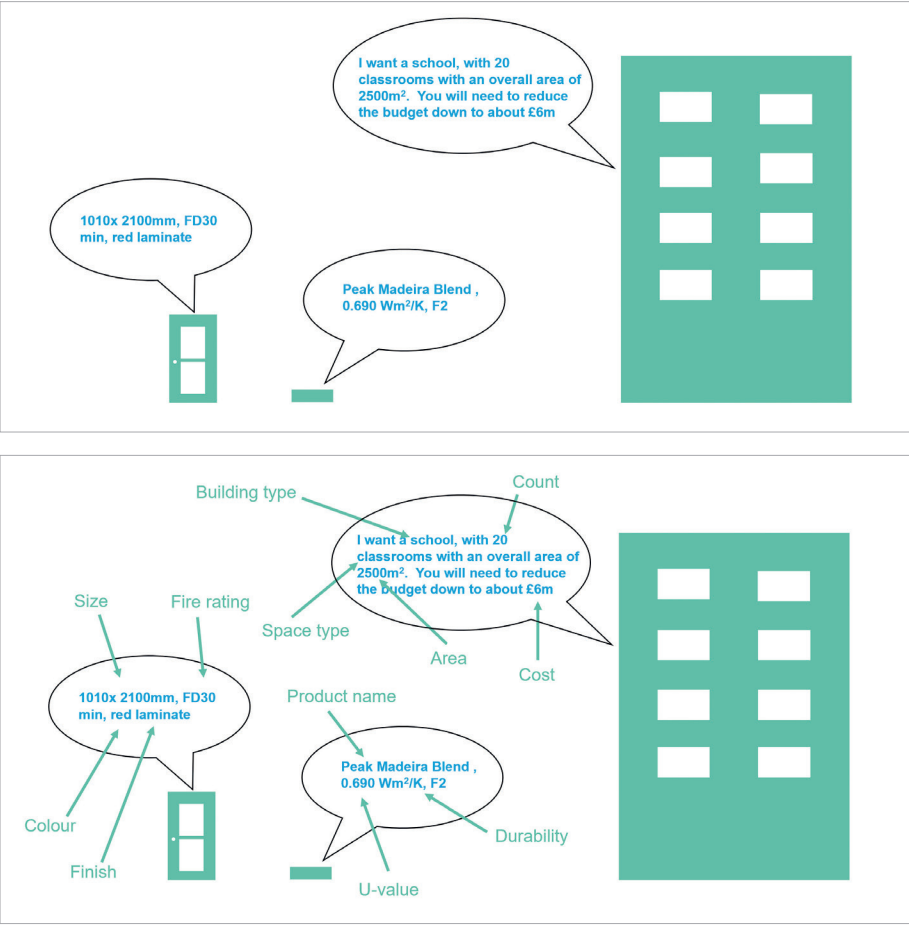 I want a school, with 20
classrooms with an overall area of
2500m². You will need to reduce
the budget down to about £6m
1010x 2100mm, FD30
min, red laminate
Peak Madeira Blend ,
0.690 Wm²/K, F2
Building type
Count
I want a school, with 20
classrooms with an overall area of
2500m². You will need to reduce
the budget down to about £6m
Size
Fire rating
Space type
Area
Cost
1010x 2100mm, FD30
min, red laminate
Product name
Peak Madeira Blend ,
0.690 Wm²/K, F2
Colour
Finish
Durability
U-value